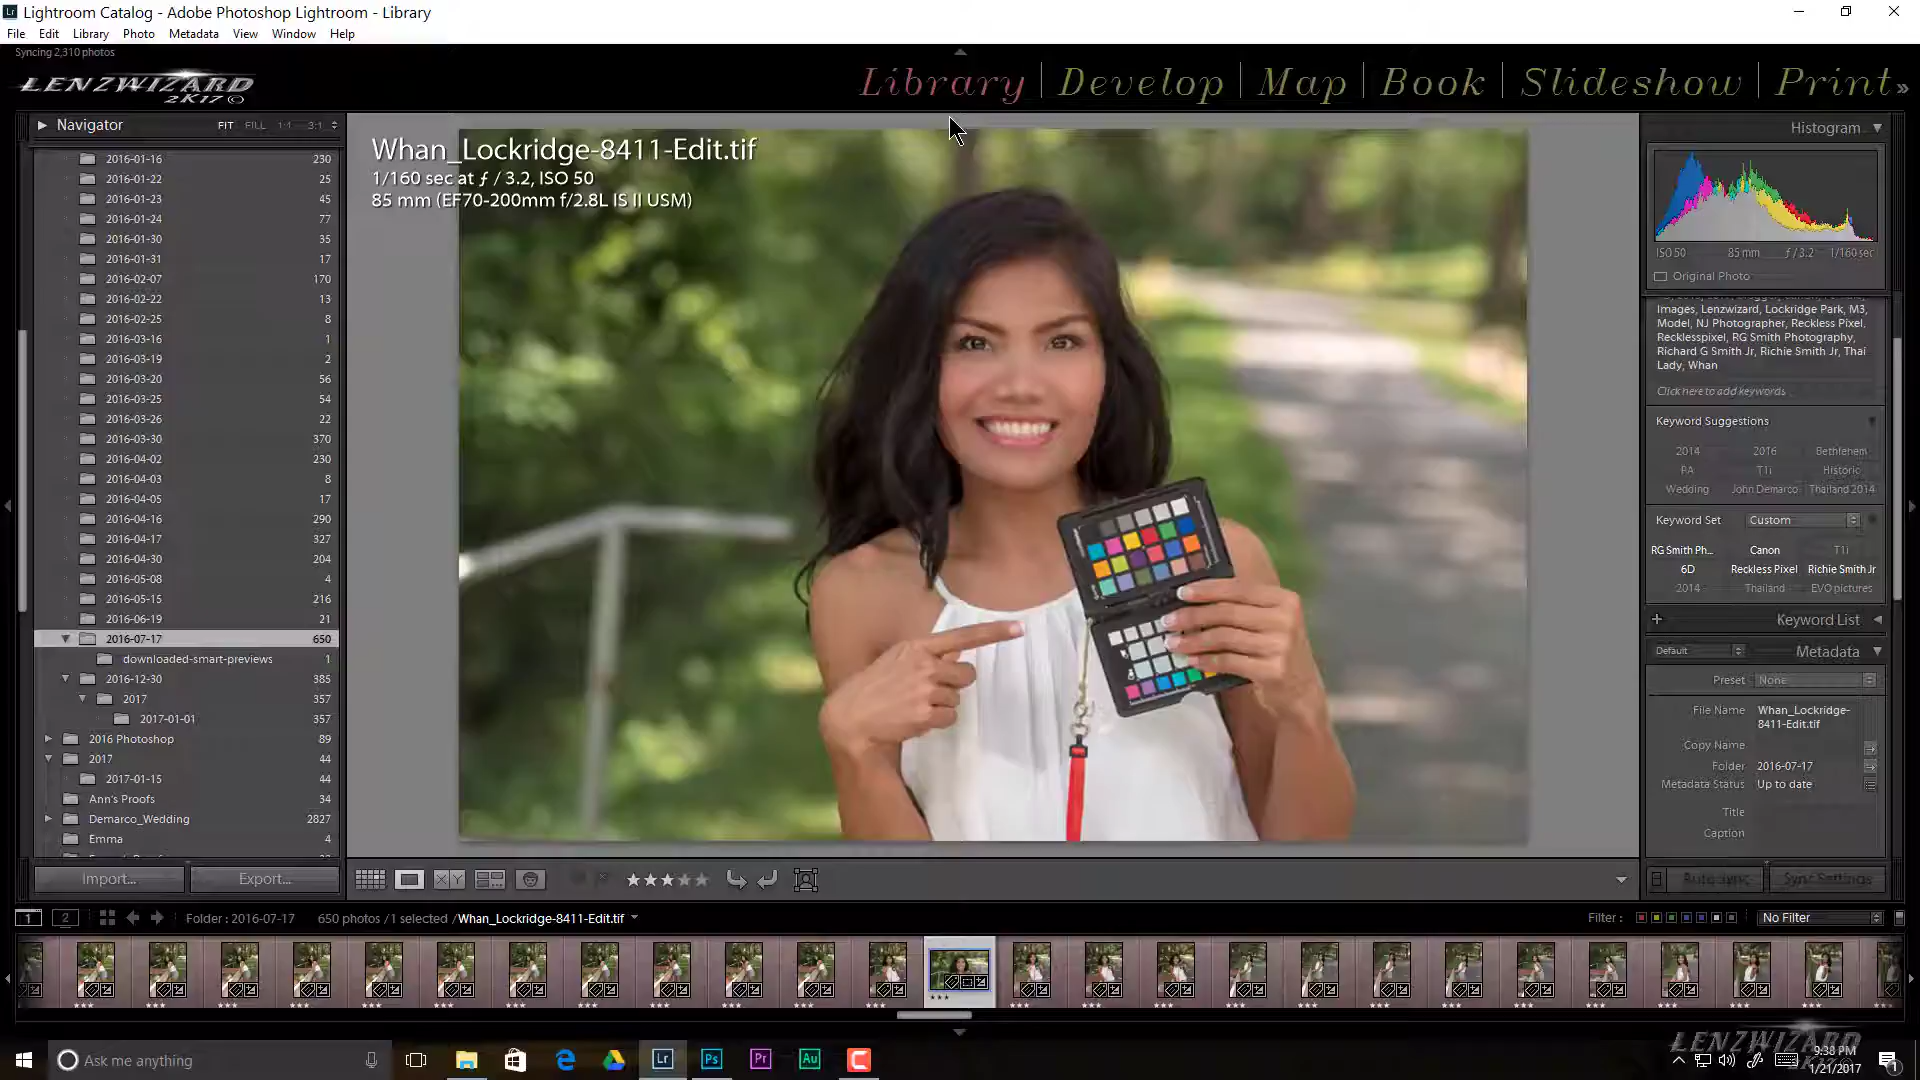 Lightroom Catalog - Adobe Photoshop Lightroom - Library
File Edit Library Photo Metadata View Window Help
Syncing 2,310 photos
LENZWIZARD
2K17©
Library Develop Map Book Slideshow Print »
Navigator FIT FILL 1:1 3:1
2016-01-16 230
2016-01-22 25
2016-01-23 45
2016-01-24 77
2016-01-30 35
2016-01-31 17
2016-02-07 170
2016-02-22 13
2016-02-25 8
2016-03-16 1
2016-03-19 2
2016-03-20 56
2016-03-25 54
2016-03-26 22
2016-03-30 370
2016-04-02 230
2016-04-03 8
2016-04-05 17
2016-04-16 290
2016-04-17 327
2016-04-30 204
2016-05-08 4
2016-05-15 216
2016-06-19 21
2016-07-17 650
downloaded-smart-previews 1
2016-12-30 385
2017 357
2017-01-01 357
2016 Photoshop 89
2017 44
2017-01-15 44
Ann's Proofs 34
Demarco_Wedding 2827
Emma 4
Import... Export...
Whan_Lockridge-8411-Edit.tif
1/160 sec at ƒ / 3.2, ISO 50
85 mm (EF70-200mm f/2.8L IS II USM)
Histogram
ISO 50 85 mm ƒ / 3.2 1/160 sec
Original Photo
Images, Lenzwizard, Lockridge Park, M3,
Model, NJ Photographer, Reckless Pixel,
Recklesspixel, RG Smith Photography,
Richard G Smith Jr, Richie Smith Jr, Thai
Lady, Whan
Click here to add keywords
Keyword Suggestions
2014 2016 Bethlehem
PA T1i Historic
Wedding John Demarco Thailand 2014
Keyword Set Custom
RG Smith Ph... Canon T1i
6D Reckless Pixel Richie Smith Jr
2014 Thailand EVO pictures
Keyword List
Default Metadata
Preset None
File Name Whan_Lockridge-
8411-Edit.tif
Copy Name
Folder 2016-07-17
Metadata Status Up to date
Title
Caption
Auto Sync Sync Settings
1 2 Folder : 2016-07-17 650 photos / 1 selected / Whan_Lockridge-8411-Edit.tif Filter : No Filter
LENZWIZARD
Ask me anything Lr Ps Pr Au
9:38 PM
1/21/2017
1